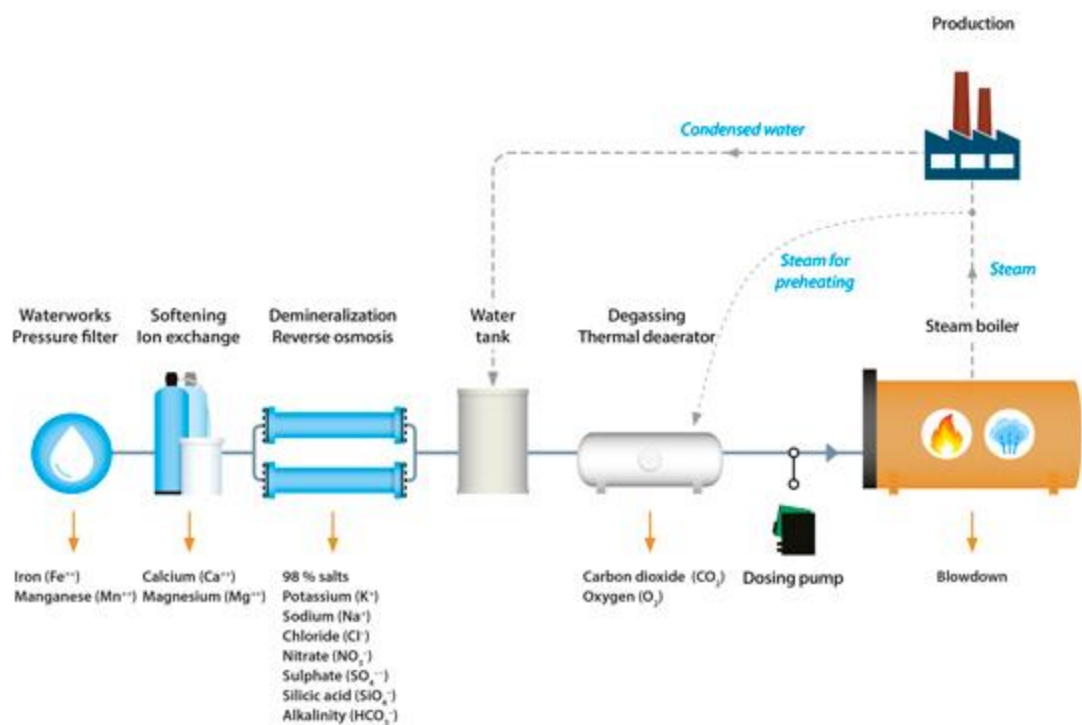 Production
Condensed water
Steam for
preheating
Steam
Waterworks
Pressure filter
Softening
Ion exchange
Demineralization
Reverse osmosis
Water
tank
Degassing
Thermal deaerator
Steam boiler
Iron (Fe⁺⁺)
Manganese (Mn⁺⁺)
Calcium (Ca⁺⁺)
Magnesium (Mg⁺⁺)
98 % salts
Potassium (K⁺)
Sodium (Na⁺)
Chloride (Cl⁻)
Nitrate (NO₃⁻)
Sulphate (SO₄⁻⁻)
Silicic acid (SiO₄⁻)
Alkalinity (HCO₃⁻)
Carbon dioxide (CO₂)
Oxygen (O₂)
Dosing pump
Blowdown